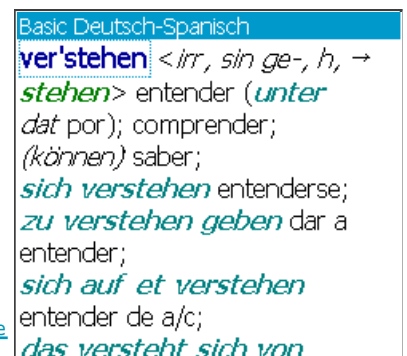 Basic Deutsch-Spanisch
ver'stehen <irr, sin ge-, h, →
stehen> entender (unter
dat por); comprender;
(können) saber;
sich verstehen entenderse;
zu verstehen geben dar a
entender;
sich auf et verstehen
e entender de a/c;
das versteht sich von